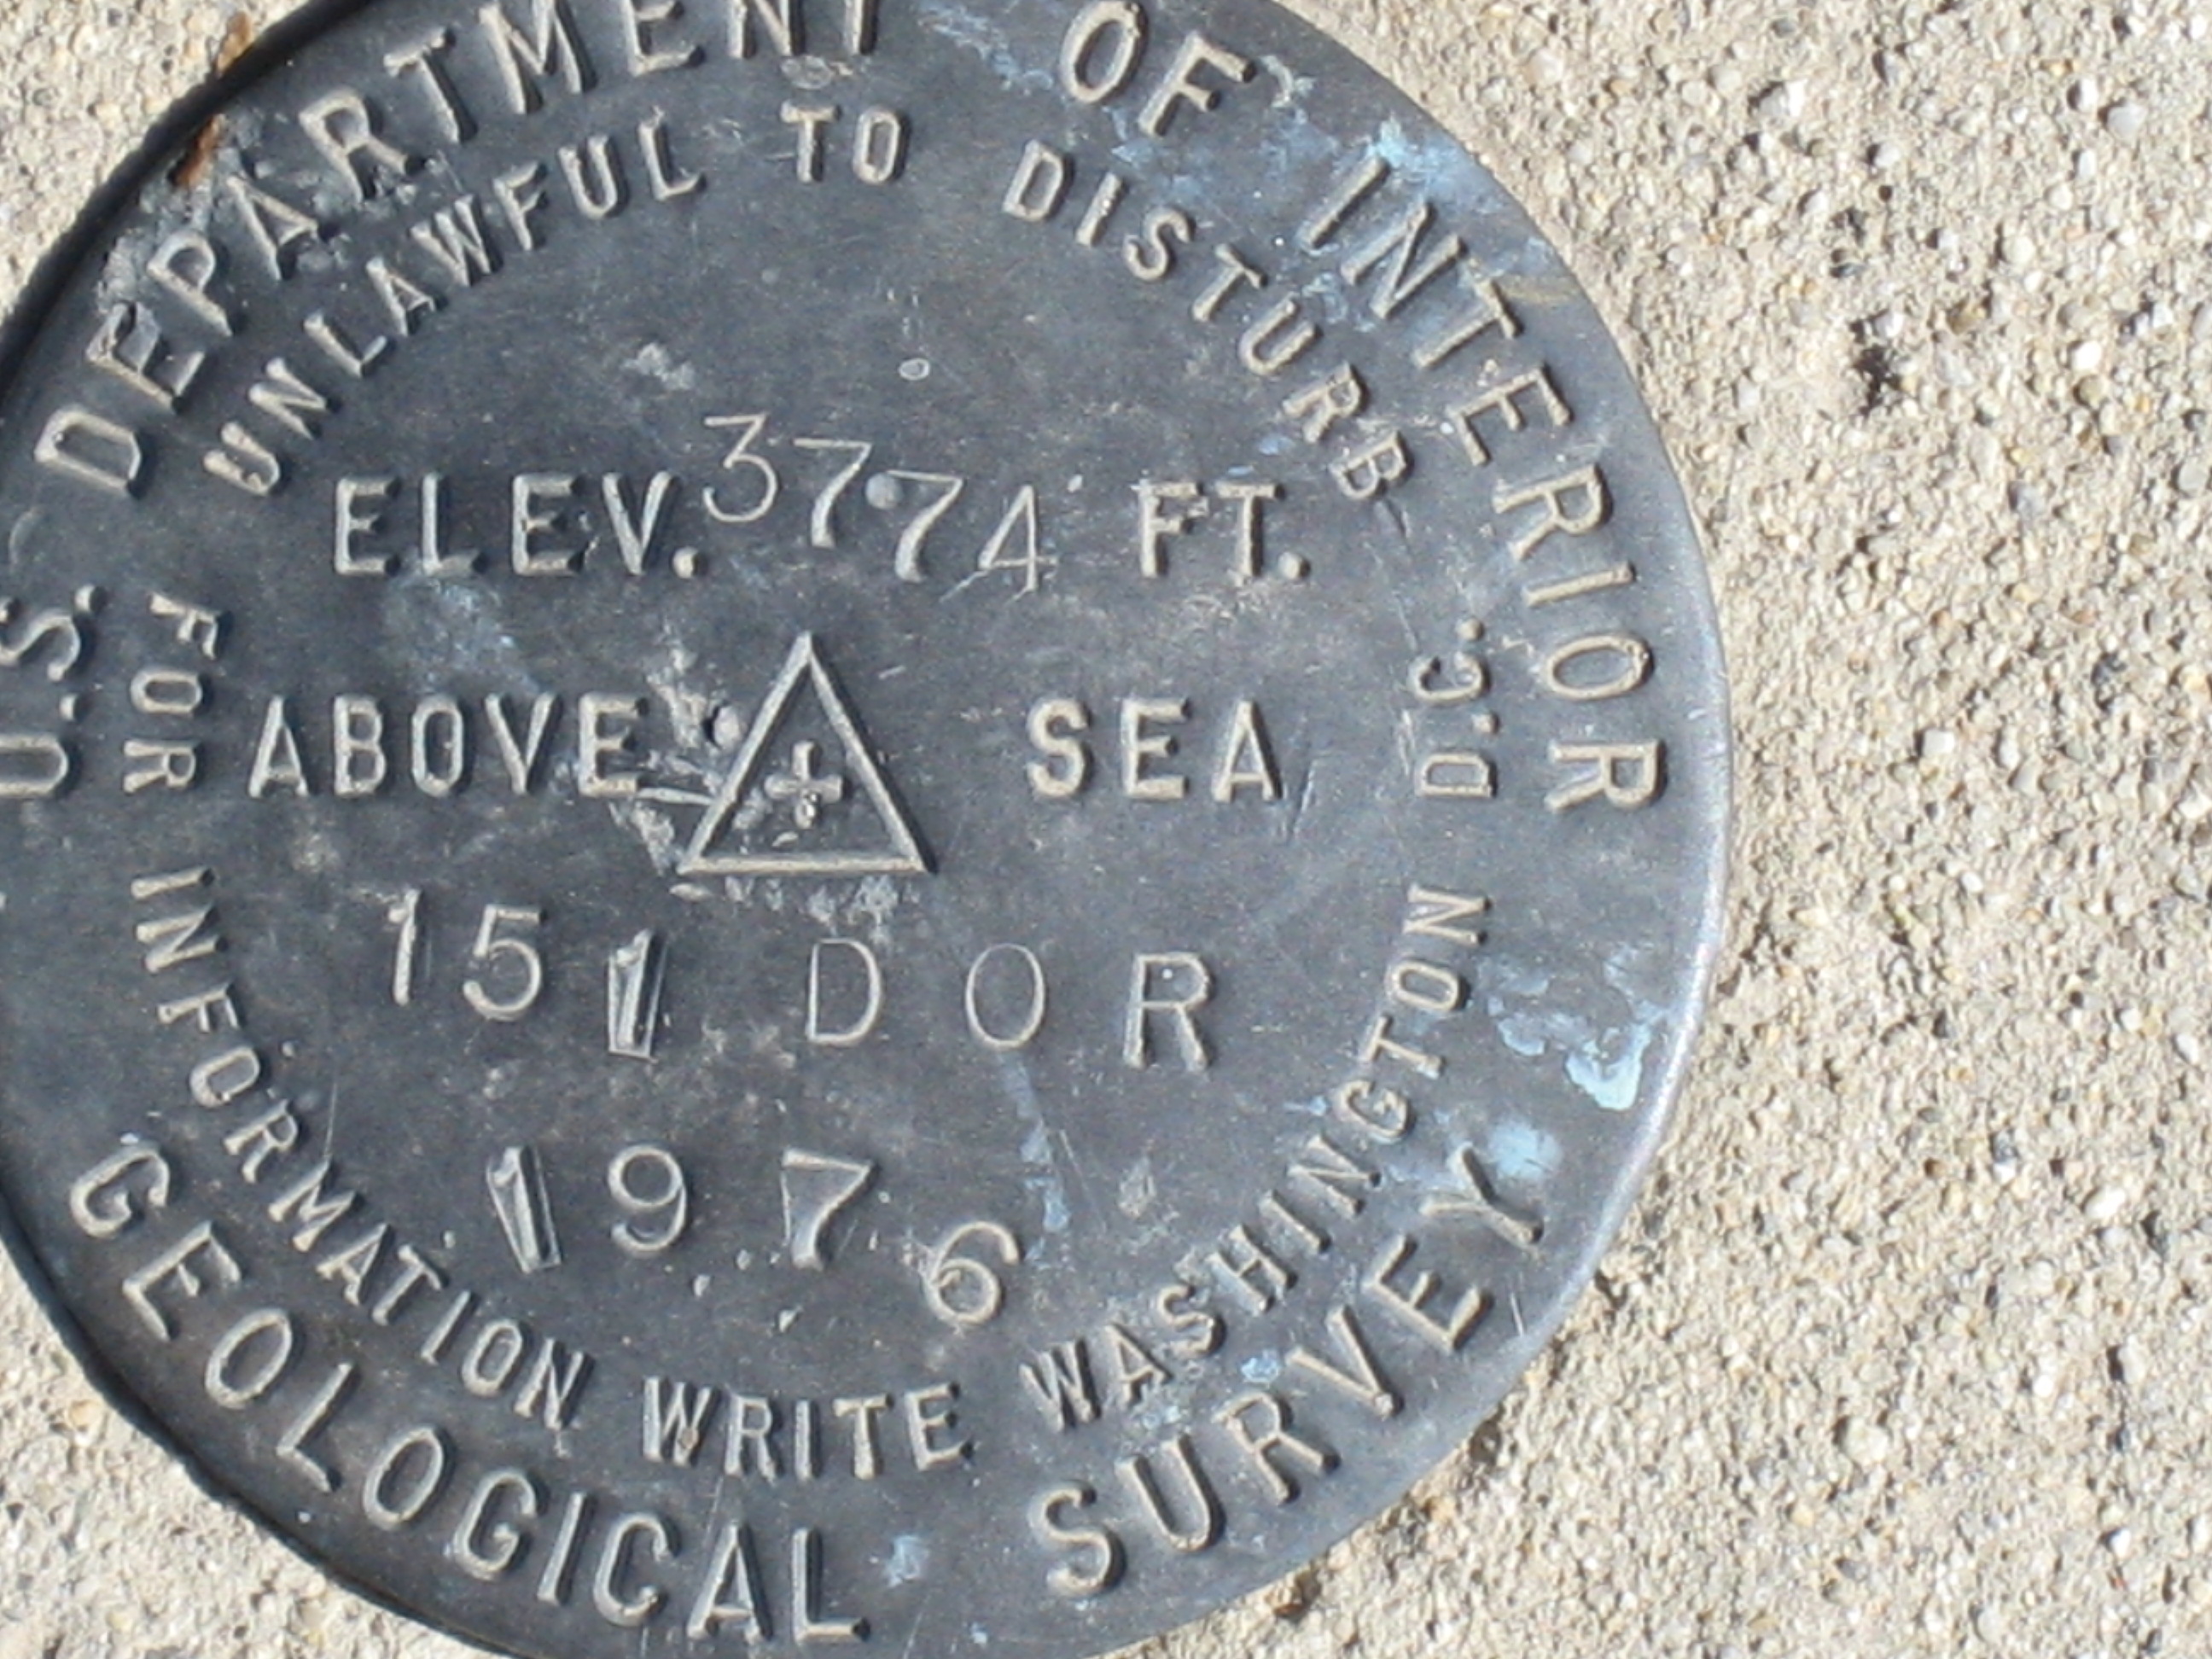 U.S. DEPARTMENT OF INTERIOR
UNLAWFUL TO DISTURB
ELEV. 3774 FT.
ABOVE SEA
151 DOR
1976
FOR INFORMATION WRITE WASHINGTON D.C.
GEOLOGICAL SURVEY